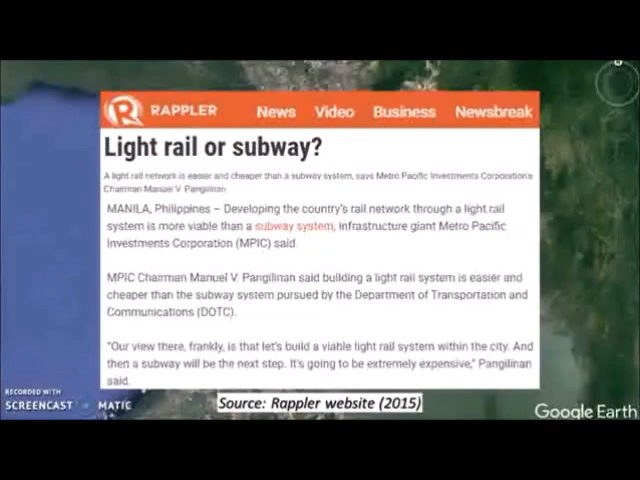 RAPPLER News Video Business Newsbreak
Light rail or subway?
A light rail network is easier and cheaper than a subway system, says Metro Pacific Investments Corporation's
Chairman Manuel V. Pangilinan
MANILA, Philippines – Developing the country's rail network through a light rail
system is more viable than a subway system, infrastructure giant Metro Pacific
Investments Corporation (MPIC) said.
MPIC Chairman Manuel V. Pangilinan said building a light rail system is easier and
cheaper than the subway system pursued by the Department of Transportation and
Communications (DOTC).
"Our view there, frankly, is that let's build a viable light rail system within the city. And
then a subway will be the next step. It's going to be extremely expensive," Pangilinan
said.
RECORDED WITH
SCREENCAST MATIC
Source: Rappler website (2015)
Google Earth